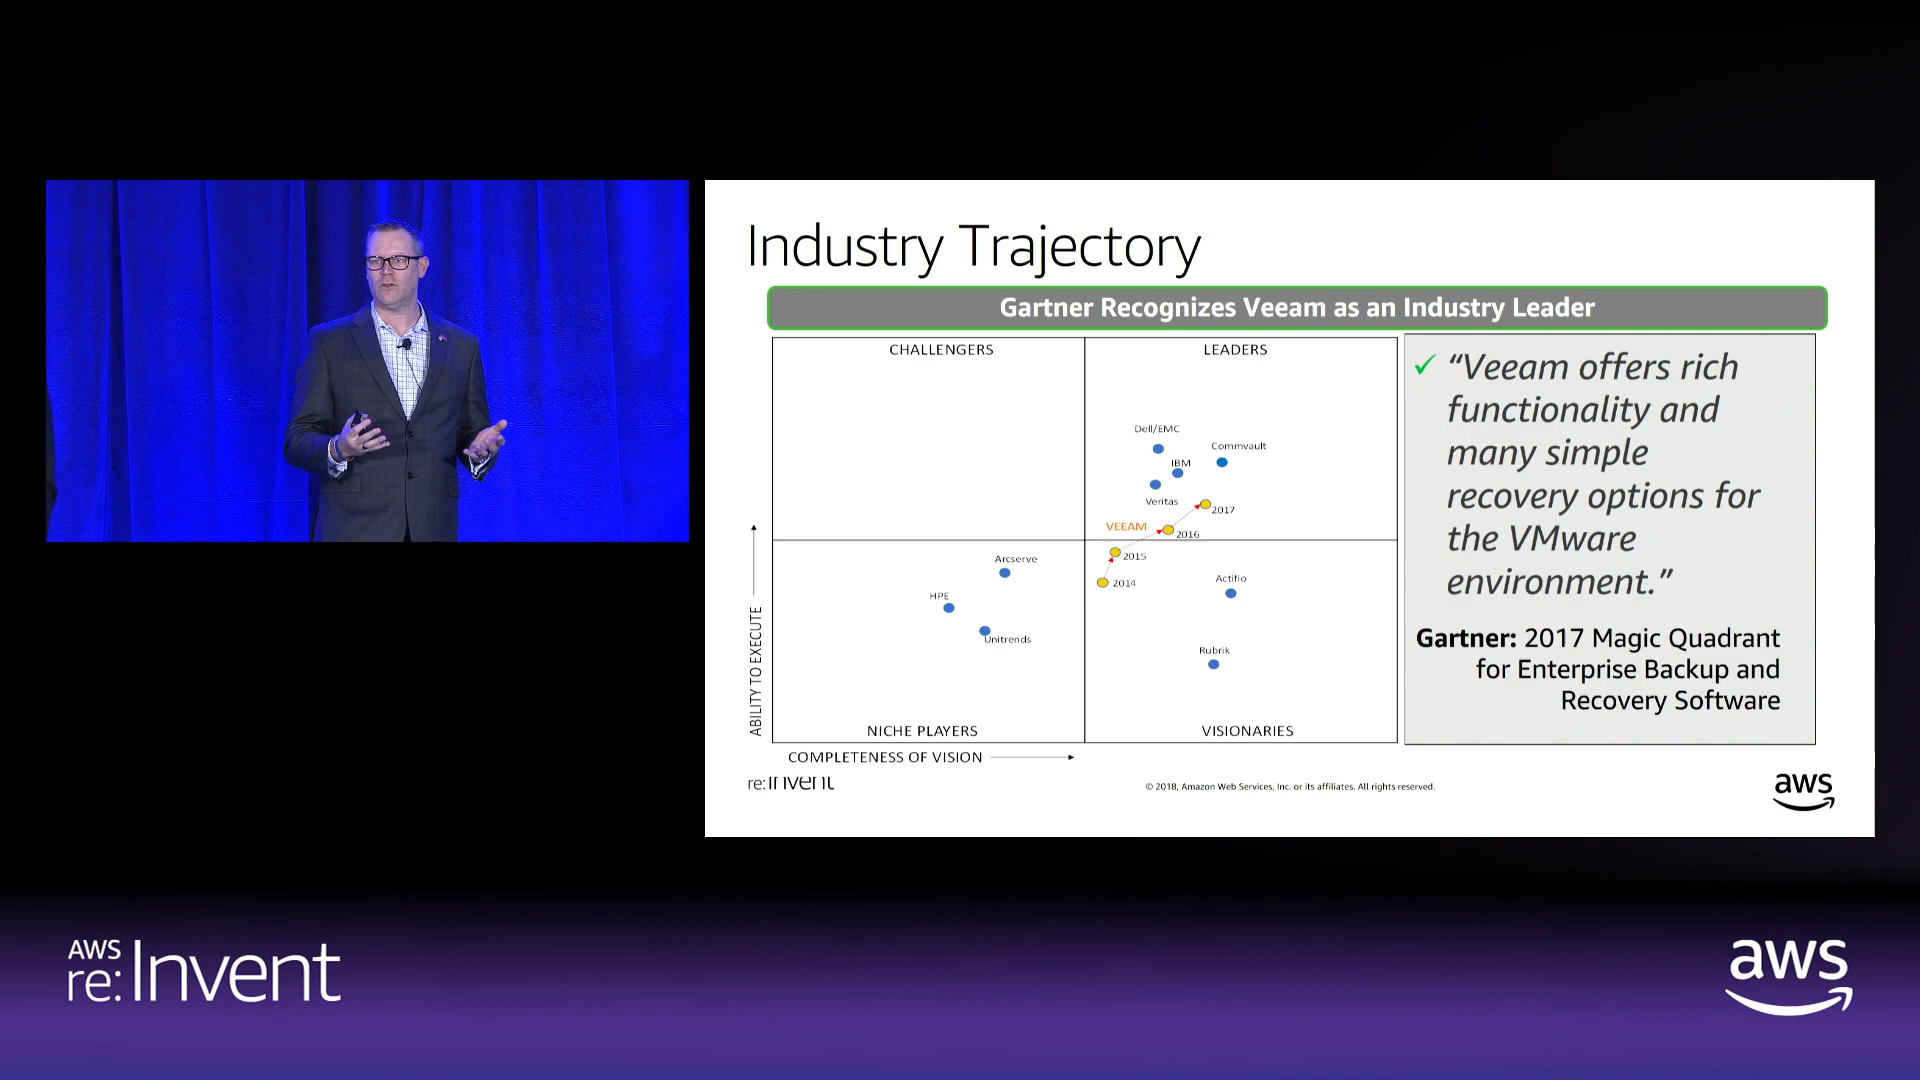 Industry Trajectory
Gartner Recognizes Veeam as an Industry Leader
CHALLENGERS
LEADERS
Dell/EMC
Commvault
IBM
Veritas
2017
VEEAM
2016
2015
2014
Arcserve
HPE
Unitrends
Actifio
Rubrik
NICHE PLAYERS
VISIONARIES
ABILITY TO EXECUTE
COMPLETENESS OF VISION
✓ “Veeam offers rich
functionality and
many simple
recovery options for
the VMware
environment.”
Gartner: 2017 Magic Quadrant
for Enterprise Backup and
Recovery Software
re:Invent
© 2018, Amazon Web Services, Inc. or its affiliates. All rights reserved.
aws
AWS
re:Invent
aws